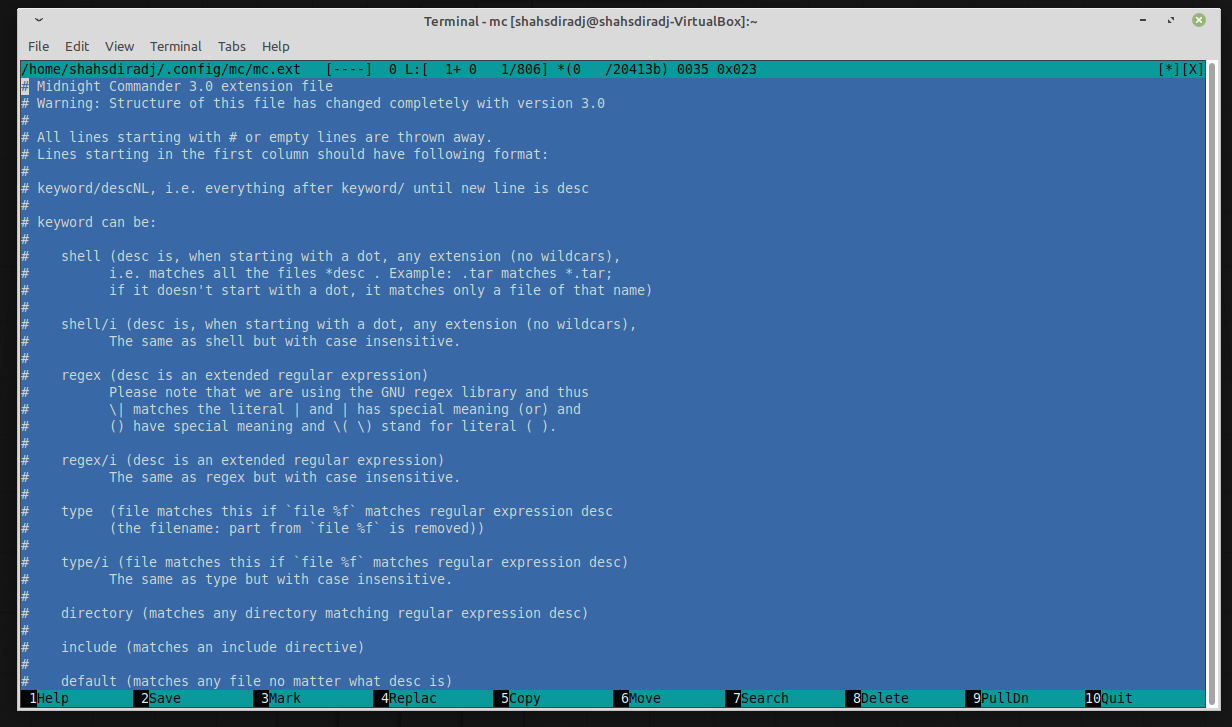 Terminal - mc [shahsdiradj@shahsdiradj-VirtualBox]:~
File Edit View Terminal Tabs Help
/home/shahsdiradj/.config/mc/mc.ext   [----]  0 L:[  1+ 0   1/806] *(0   /20413b) 0035 0x023   [*][X]
# Midnight Commander 3.0 extension file
# Warning: Structure of this file has changed completely with version 3.0
#
# All lines starting with # or empty lines are thrown away.
# Lines starting in the first column should have following format:
#
# keyword/descNL, i.e. everything after keyword/ until new line is desc
#
# keyword can be:
#
#    shell (desc is, when starting with a dot, any extension (no wildcars),
#          i.e. matches all the files *desc . Example: .tar matches *.tar;
#          if it doesn't start with a dot, it matches only a file of that name)
#
#    shell/i (desc is, when starting with a dot, any extension (no wildcars),
#          The same as shell but with case insensitive.
#
#    regex (desc is an extended regular expression)
#          Please note that we are using the GNU regex library and thus
#          \| matches the literal | and | has special meaning (or) and
#          () have special meaning and \( \) stand for literal ( ).
#
#    regex/i (desc is an extended regular expression)
#          The same as regex but with case insensitive.
#
#    type  (file matches this if `file %f` matches regular expression desc
#          (the filename: part from `file %f` is removed))
#
#    type/i (file matches this if `file %f` matches regular expression desc)
#          The same as type but with case insensitive.
#
#    directory (matches any directory matching regular expression desc)
#
#    include (matches an include directive)
#
#    default (matches any file no matter what desc is)
1Help 2Save 3Mark 4Replac 5Copy 6Move 7Search 8Delete 9PullDn 10Quit